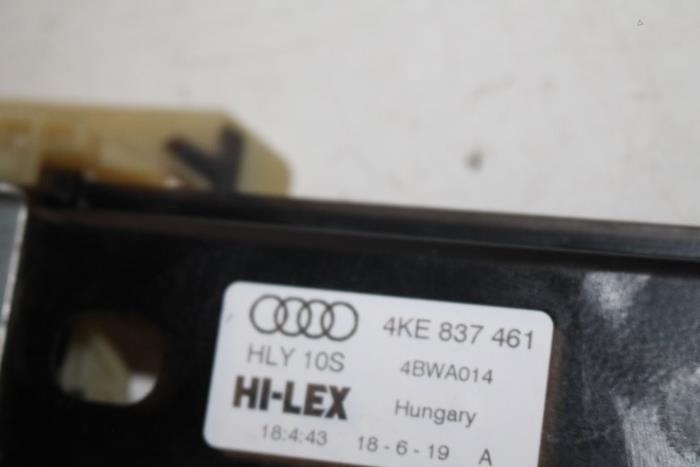 4KE 837 461
HLY 10S 4BWA014
HI-LEX Hungary
18:4:43 18-6-19 A